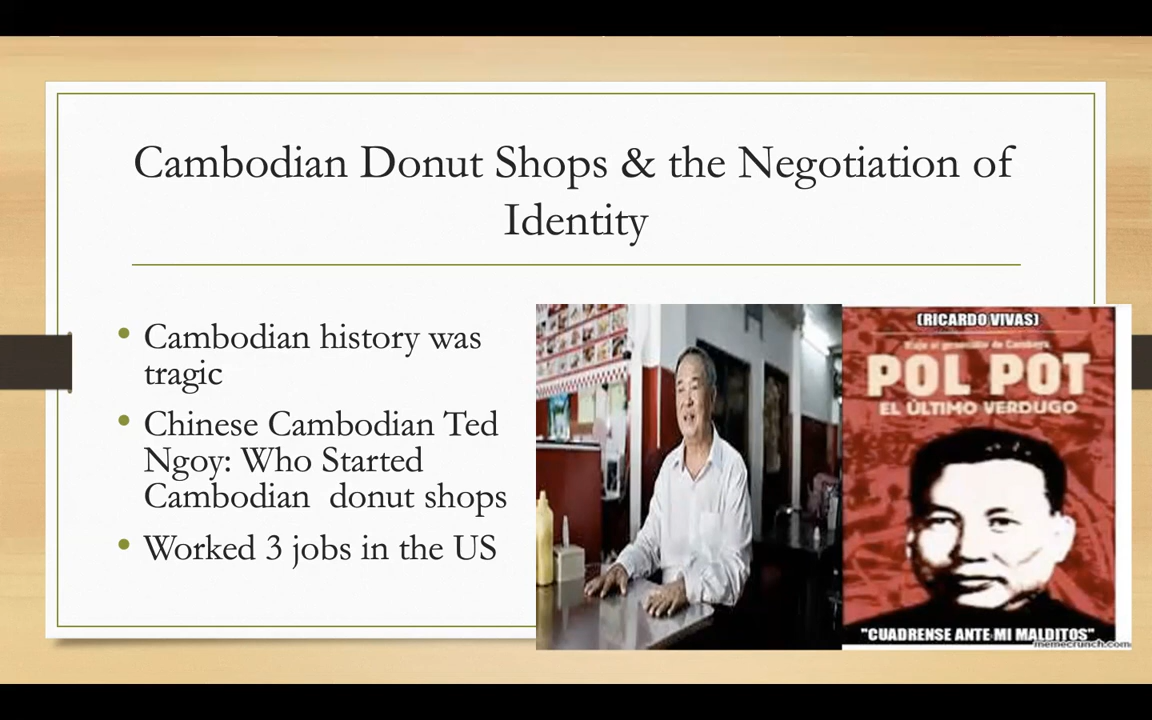 Cambodian Donut Shops & the Negotiation of
Identity
• Cambodian history was
tragic
• Chinese Cambodian Ted
Ngoy: Who Started
Cambodian  donut shops
• Worked 3 jobs in the US
(RICARDO VIVAS)
POL POT
EL ÚLTIMO VERDUGO
"CUADRENSE ANTE MI MALDITOS"
memecrunch.com